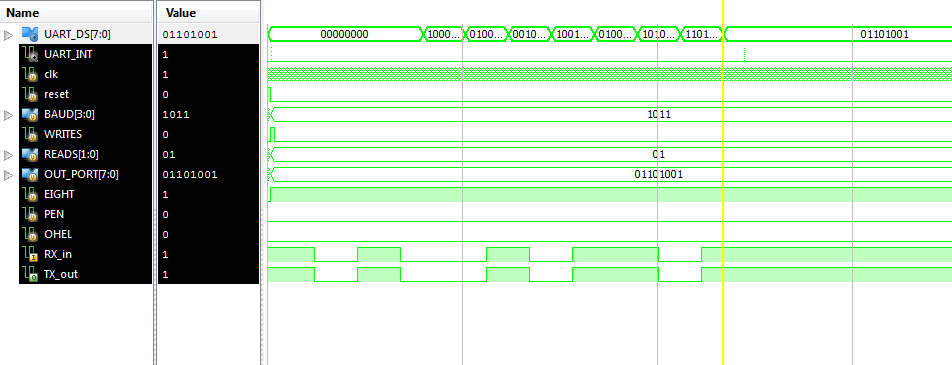 Name Value
UART_DS[7:0] 01101001 00000000 1000... 0100... 0010... 1001... 0100... 1010... 1101... 01101001
UART_INT 1
clk 1
reset 0
BAUD[3:0] 1011 1011
WRITES 0
READS[1:0] 01 01
OUT_PORT[7:0] 01101001 01101001
EIGHT 1
PEN 0
OHEL 0
RX_in 1
TX_out 1